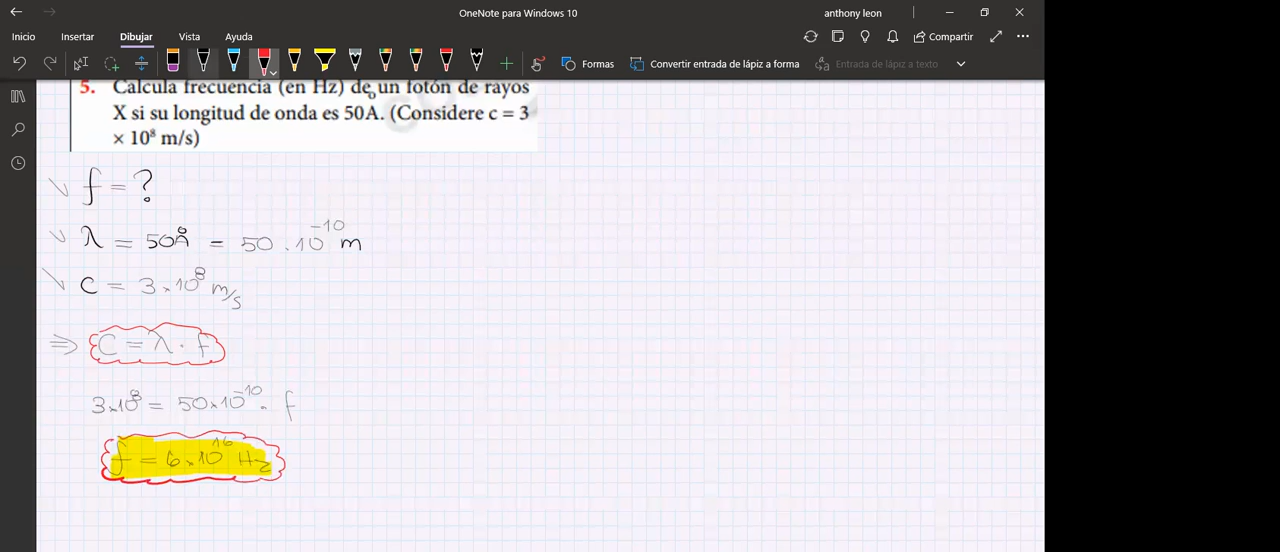 OneNote para Windows 10
anthony leon
Inicio Insertar Dibujar Vista Ayuda
Compartir
Formas Convertir entrada de lápiz a forma Entrada de lápiz a texto
5. Calcula frecuencia (en Hz) de un fotón de rayos
X si su longitud de onda es 50A. (Considere c = 3
× 10⁸ m/s)
f = ?
λ = 50Å = 50 . 10⁻¹⁰ m
C = 3 × 10⁸ m/s
⇒ C = λ . f
3×10⁸ = 50×10⁻¹⁰ . f
f = 6×10¹⁶ Hz